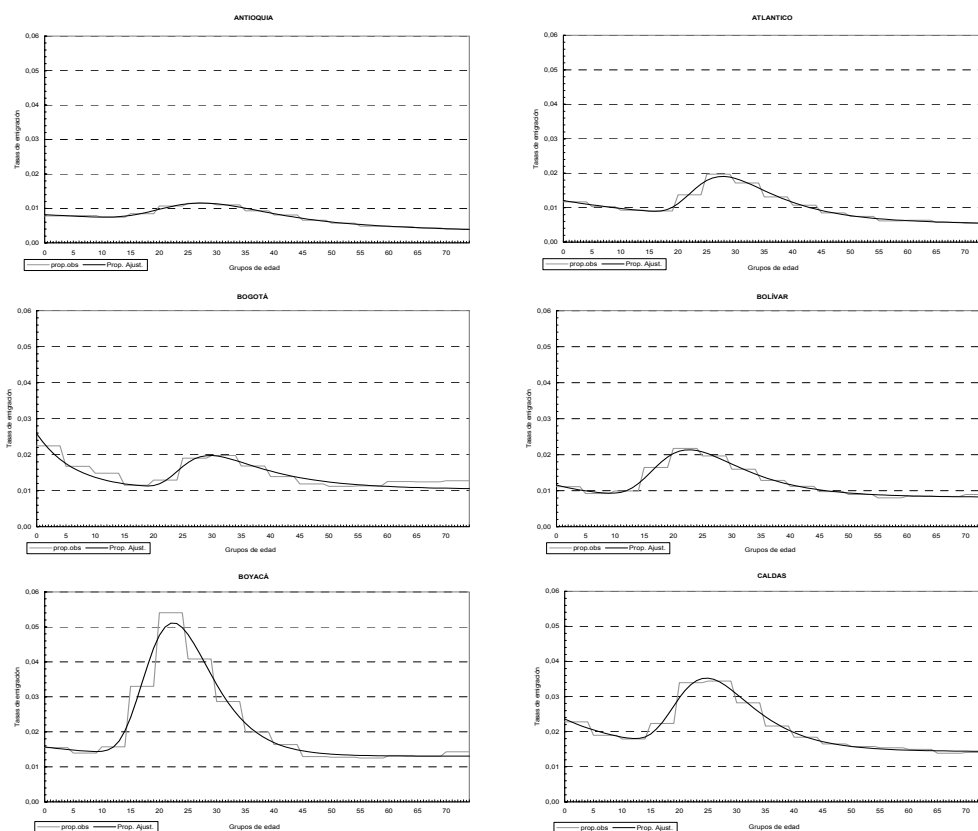 ANTIOQUIA
0,06
0,05
0,04
0,03
0,02
0,01
0,00
Tasas de emigración
0 5 10 15 20 25 30 35 40 45 50 55 60 65 70
Grupos de edad
prop.obs Prop. Ajust.
ATLANTICO
0,06
0,05
0,04
0,03
0,02
0,01
0,00
Tasas de emigración
0 5 10 15 20 25 30 35 40 45 50 55 60 65 70
Grupos de edad
prop.obs Prop. Ajust.
BOGOTÁ
0,06
0,05
0,04
0,03
0,02
0,01
0,00
Tasas de emigración
0 5 10 15 20 25 30 35 40 45 50 55 60 65 70
Grupos de edad
prop.obs Prop. Ajust.
BOLÍVAR
0,06
0,05
0,04
0,03
0,02
0,01
0,00
Tasas de emigración
0 5 10 15 20 25 30 35 40 45 50 55 60 65 70
Grupos de edad
prop.obs Prop. Ajust.
BOYACÁ
0,06
0,05
0,04
0,03
0,02
0,01
0,00
Tasas de emigración
0 5 10 15 20 25 30 35 40 45 50 55 60 65 70
Grupos de edad
prop.obs Prop. Ajust.
CALDAS
0,06
0,05
0,04
0,03
0,02
0,01
0,00
Tasas de emigración
0 5 10 15 20 25 30 35 40 45 50 55 60 65 70
Grupos de edad
prop.obs Prop. Ajust.